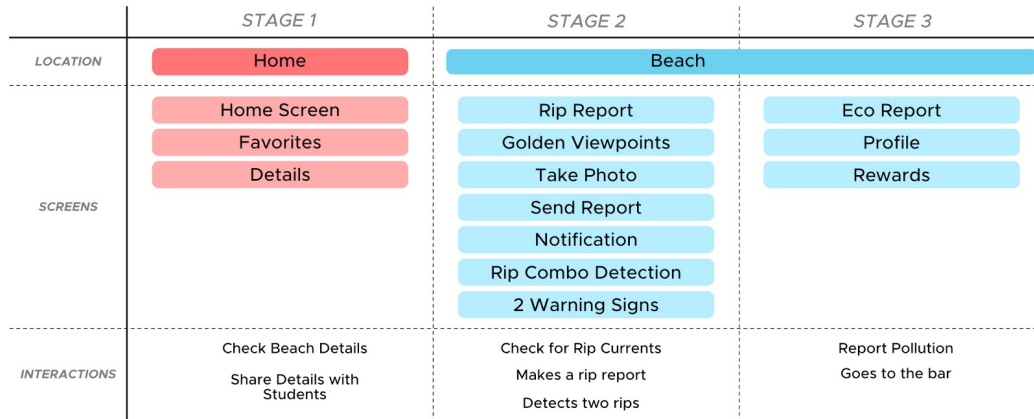 STAGE 1
STAGE 2
STAGE 3
LOCATION
Home
Beach
SCREENS
Home Screen
Favorites
Details
Rip Report
Golden Viewpoints
Take Photo
Send Report
Notification
Rip Combo Detection
2 Warning Signs
Eco Report
Profile
Rewards
INTERACTIONS
Check Beach Details
Share Details with
Students
Check for Rip Currents
Makes a rip report
Detects two rips
Report Pollution
Goes to the bar